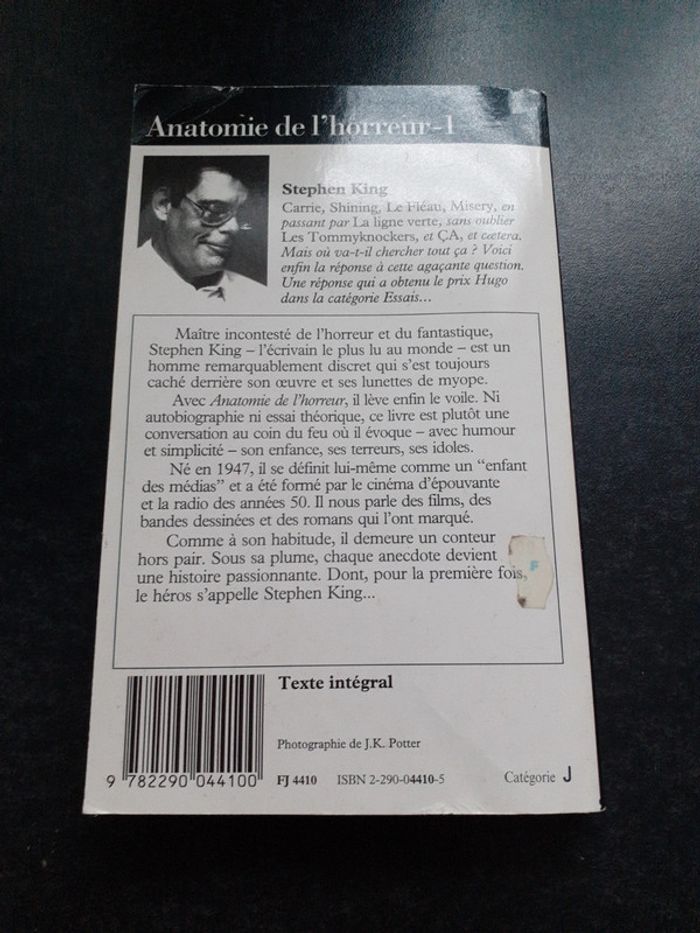 Anatomie de l'horreur-1
Stephen King
Carrie, Shining, Le Fléau, Misery, en
passant par La ligne verte, sans oublier
Les Tommyknockers, et ÇA, et cœtera.
Mais où va-t-il chercher tout ça ? Voici
enfin la réponse à cette agaçante question.
Une réponse qui a obtenu le prix Hugo
dans la catégorie Essais...
Maître incontesté de l'horreur et du fantastique,
Stephen King – l'écrivain le plus lu au monde – est un
homme remarquablement discret qui s'est toujours
caché derrière son œuvre et ses lunettes de myope.
Avec Anatomie de l'horreur, il lève enfin le voile. Ni
autobiographie ni essai théorique, ce livre est plutôt une
conversation au coin du feu où il évoque – avec humour
et simplicité – son enfance, ses terreurs, ses idoles.
Né en 1947, il se définit lui-même comme un "enfant
des médias" et a été formé par le cinéma d'épouvante
et la radio des années 50. Il nous parle des films, des
bandes dessinées et des romans qui l'ont marqué.
Comme à son habitude, il demeure un conteur
hors pair. Sous sa plume, chaque anecdote devient
une histoire passionnante. Dont, pour la première fois,
le héros s'appelle Stephen King...
F
Texte intégral
Photographie de J.K. Potter
9 782290 044100
FJ 4410 ISBN 2-290-04410-5 Catégorie J